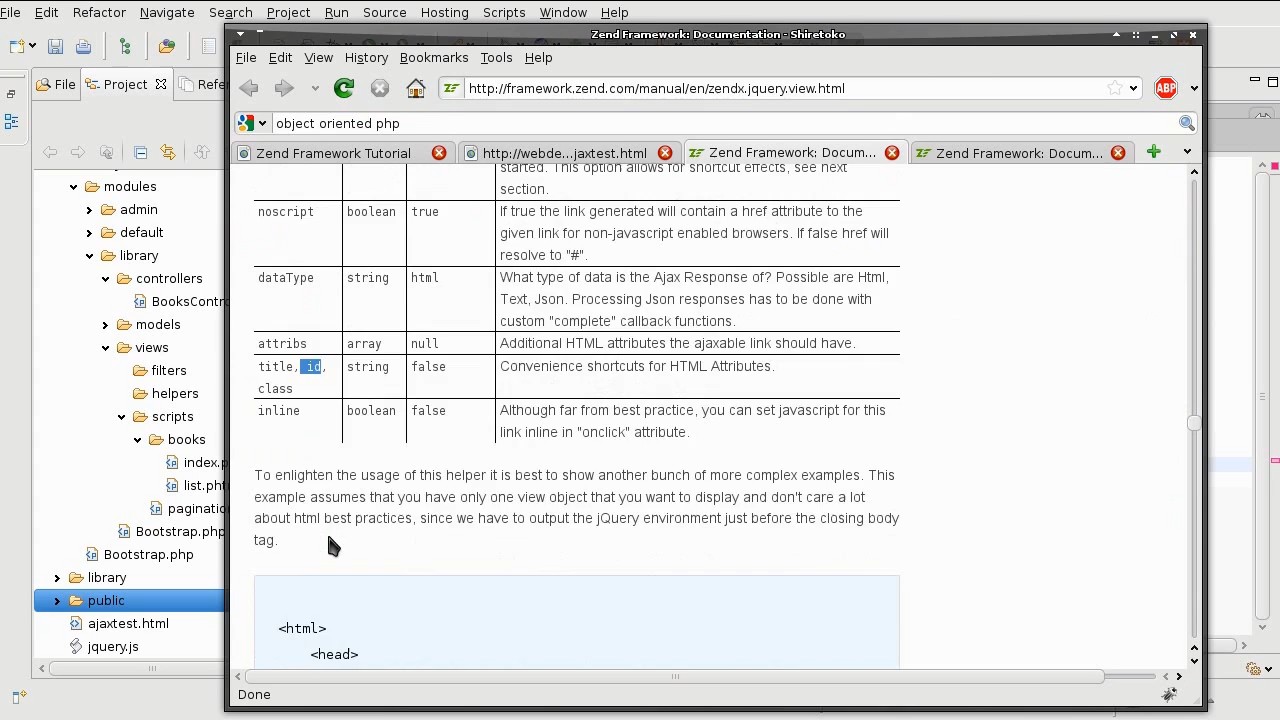 File Edit Refactor Navigate Search Project Run Source Hosting Scripts Window Help
Zend Framework: Documentation - Shiretoko
File Edit View History Bookmarks Tools Help
http://framework.zend.com/manual/en/zendx.jquery.view.html
ABP
object oriented php
Zend Framework Tutorial
http://webde...jaxtest.html
Zend Framework: Docum...
Zend Framework: Docum...
File
Project
Refer
modules
admin
default
library
controllers
BooksContro
models
views
filters
helpers
scripts
books
index.p
list.pht
pagination
Bootstrap.php
Bootstrap.php
library
public
ajaxtest.html
jquery.js
started. This option allows for shortcut effects, see next
section.
noscript boolean true If true the link generated will contain a href attribute to the
given link for non-javascript enabled browsers. If false href will
resolve to "#".
dataType string html What type of data is the Ajax Response of? Possible are Html,
Text, Json. Processing Json responses has to be done with
custom "complete" callback functions.
attribs array null Additional HTML attributes the ajaxable link should have.
title, id, string false Convenience shortcuts for HTML Attributes.
class
inline boolean false Although far from best practice, you can set javascript for this
link inline in "onclick" attribute.
To enlighten the usage of this helper it is best to show another bunch of more complex examples. This
example assumes that you have only one view object that you want to display and don't care a lot
about html best practices, since we have to output the jQuery environment just before the closing body
tag.
<html>
<head>
Done